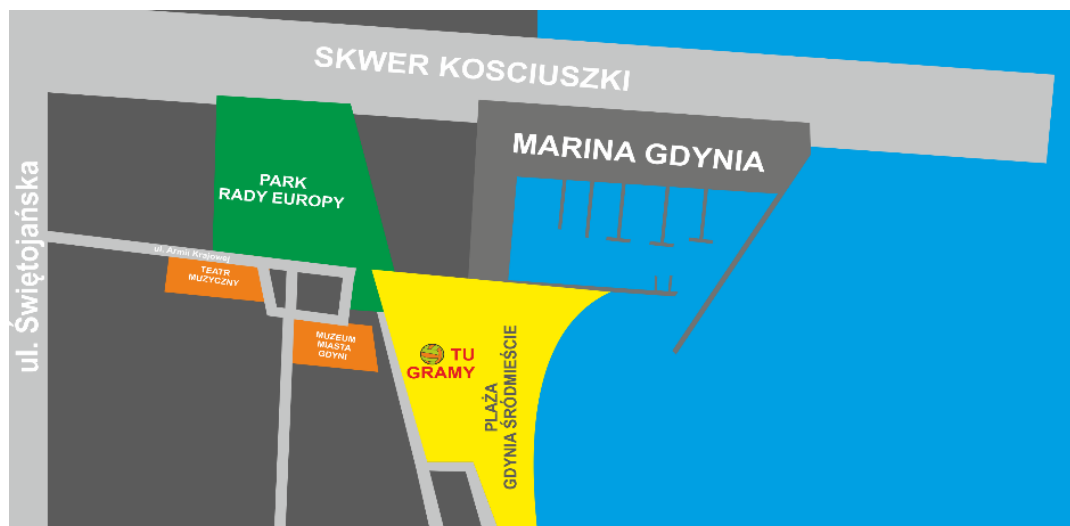 SKWER KOSCIUSZKI
MARINA GDYNIA
PARK
RADY EUROPY
ul. Świętojańska
ul. Armii Krajowej
TEATR
MUZYCZNY
MUZEUM
MIASTA
GDYNI
TU
GRAMY
PLAŻA
GDYNIA ŚRÓDMIEŚCIE